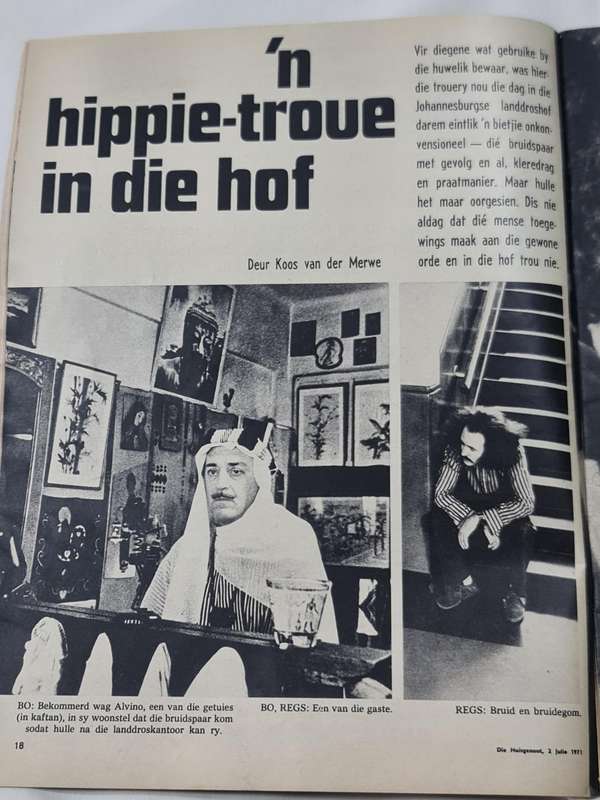 'n
hippie-troue
in die hof
Deur Koos van der Merwe
Vir diegene wat gebruike by
die huwelik bewaar, was hier-
die trouery nou die dag in die
Johannesburgse landdroshof
darem eintlik 'n bietjie onkon-
vensioneel — dié bruidspaar
met gevolg en al, kleredrag
en praatmanier. Maar hulle
het maar oorgesien. Dis nie
aldag dat dié mense toege-
wings maak aan die gewone
orde en in die hof trou nie.
BO: Bekommerd wag Alvino, een van die getuies
(in kaftan), in sy woonstel dat die bruidspaar kom
sodat hulle na die landdroskantoor kan ry.
BO, REGS: Een van die gaste.
REGS: Bruid en bruidegom.
18
Die Huisgenoot, 2 Julie 1971